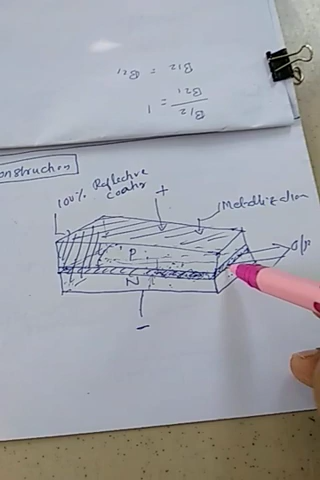 B12 = B21
B12 / B21 = 1
onstruction
100% Reflective
coating
+
Metallization
P
N
O/P
-